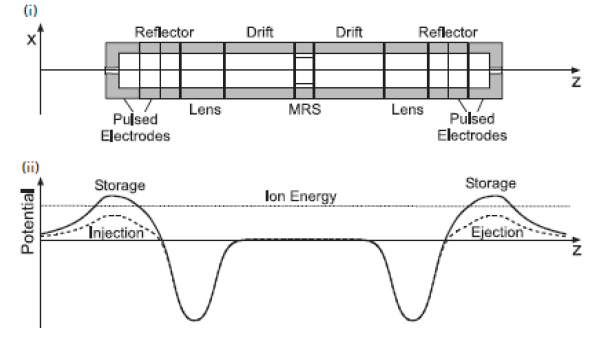 (i)
Reflector Drift Drift Reflector
X
Z
Lens MRS Lens
Pulsed Electrodes
Pulsed Electrodes
(ii)
Storage Storage
Ion Energy
Potential
Injection Ejection
Z